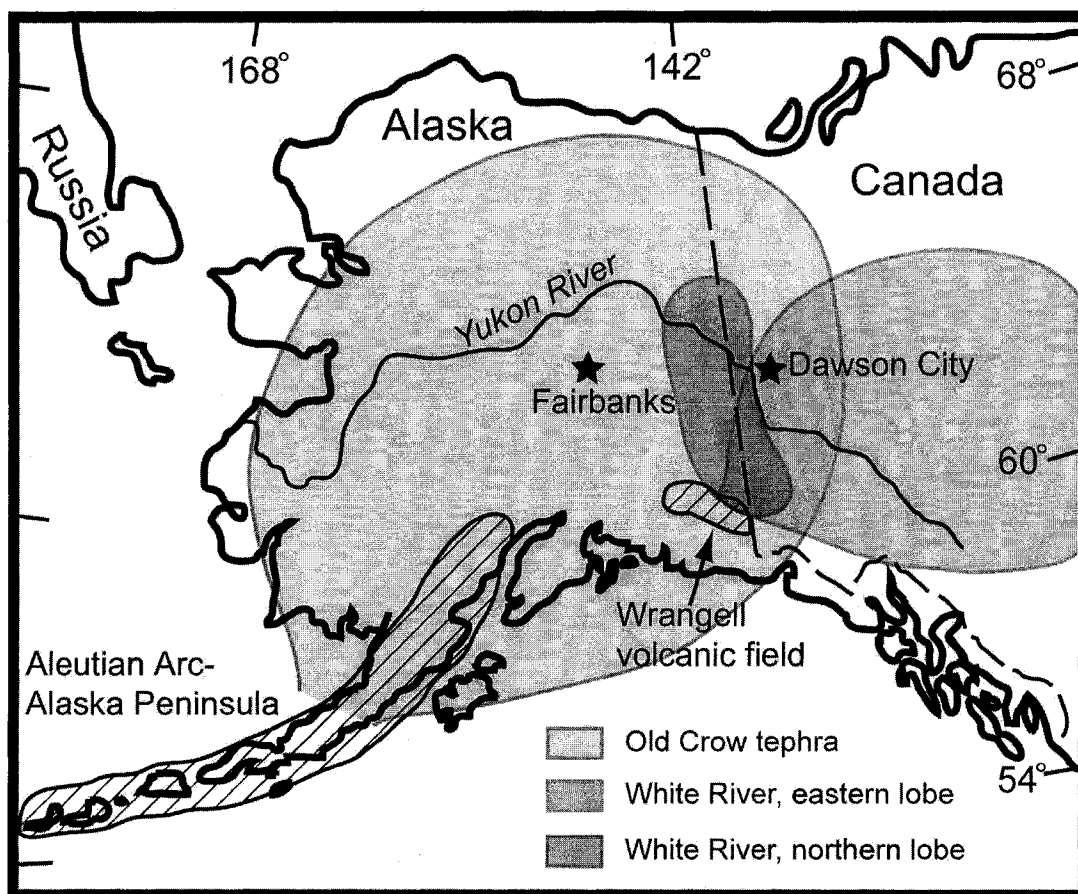 168°
142°
68°
Alaska
Russia
Canada
Yukon River
Dawson City
Fairbanks
60°
Wrangell
volcanic field
Aleutian Arc-
Alaska Peninsula
Old Crow tephra
54°
White River, eastern lobe
White River, northern lobe